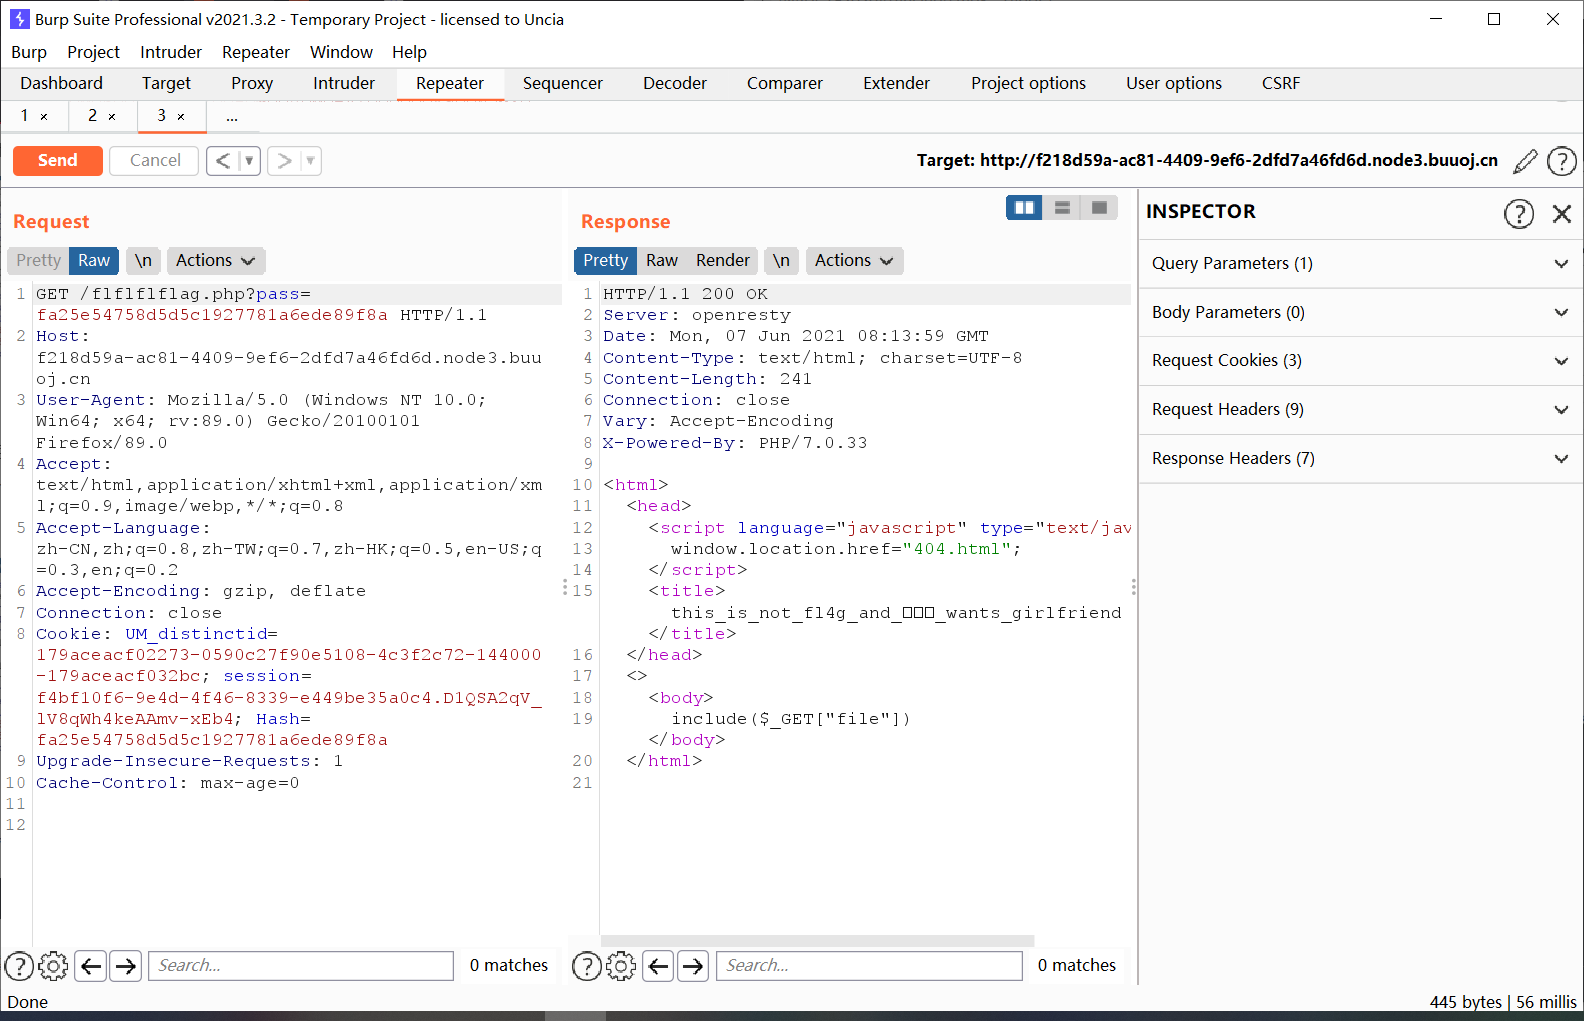 Burp Suite Professional v2021.3.2 - Temporary Project - licensed to Uncia
Burp Project Intruder Repeater Window Help
Dashboard Target Proxy Intruder Repeater Sequencer Decoder Comparer Extender Project options User options CSRF
1 × 2 × 3 × ...
Send Cancel < ▼ > ▼ Target: http://f218d59a-ac81-4409-9ef6-2dfd7a46fd6d.node3.buuoj.cn ?
Request
Pretty Raw \n Actions
1 GET /flflflflag.php?pass=
fa25e54758d5d5c1927781a6ede89f8a HTTP/1.1
2 Host:
f218d59a-ac81-4409-9ef6-2dfd7a46fd6d.node3.buu
oj.cn
3 User-Agent: Mozilla/5.0 (Windows NT 10.0;
Win64; x64; rv:89.0) Gecko/20100101
Firefox/89.0
4 Accept:
text/html,application/xhtml+xml,application/xm
l;q=0.9,image/webp,*/*;q=0.8
5 Accept-Language:
zh-CN,zh;q=0.8,zh-TW;q=0.7,zh-HK;q=0.5,en-US;q
=0.3,en;q=0.2
6 Accept-Encoding: gzip, deflate
7 Connection: close
8 Cookie: UM_distinctid=
179aceacf02273-0590c27f90e5108-4c3f2c72-144000
-179aceacf032bc; session=
f4bf10f6-9e4d-4f46-8339-e449be35a0c4.D1QSA2qV_
lV8qWh4keAAmv-xEb4; Hash=
fa25e54758d5d5c1927781a6ede89f8a
9 Upgrade-Insecure-Requests: 1
10 Cache-Control: max-age=0
11
12
? Search... 0 matches
Response
Pretty Raw Render \n Actions
1 HTTP/1.1 200 OK
2 Server: openresty
3 Date: Mon, 07 Jun 2021 08:13:59 GMT
4 Content-Type: text/html; charset=UTF-8
5 Content-Length: 241
6 Connection: close
7 Vary: Accept-Encoding
8 X-Powered-By: PHP/7.0.33
9
10 <html>
11 <head>
12 <script language="javascript" type="text/jav
13 window.location.href="404.html";
14 </script>
15 <title>
this_is_not_fl4g_and_□□□_wants_girlfriend
</title>
16 </head>
17 <>
18 <body>
19 include($_GET["file"])
</body>
20 </html>
21
? Search... 0 matches
INSPECTOR ?
Query Parameters (1)
Body Parameters (0)
Request Cookies (3)
Request Headers (9)
Response Headers (7)
Done 445 bytes | 56 millis